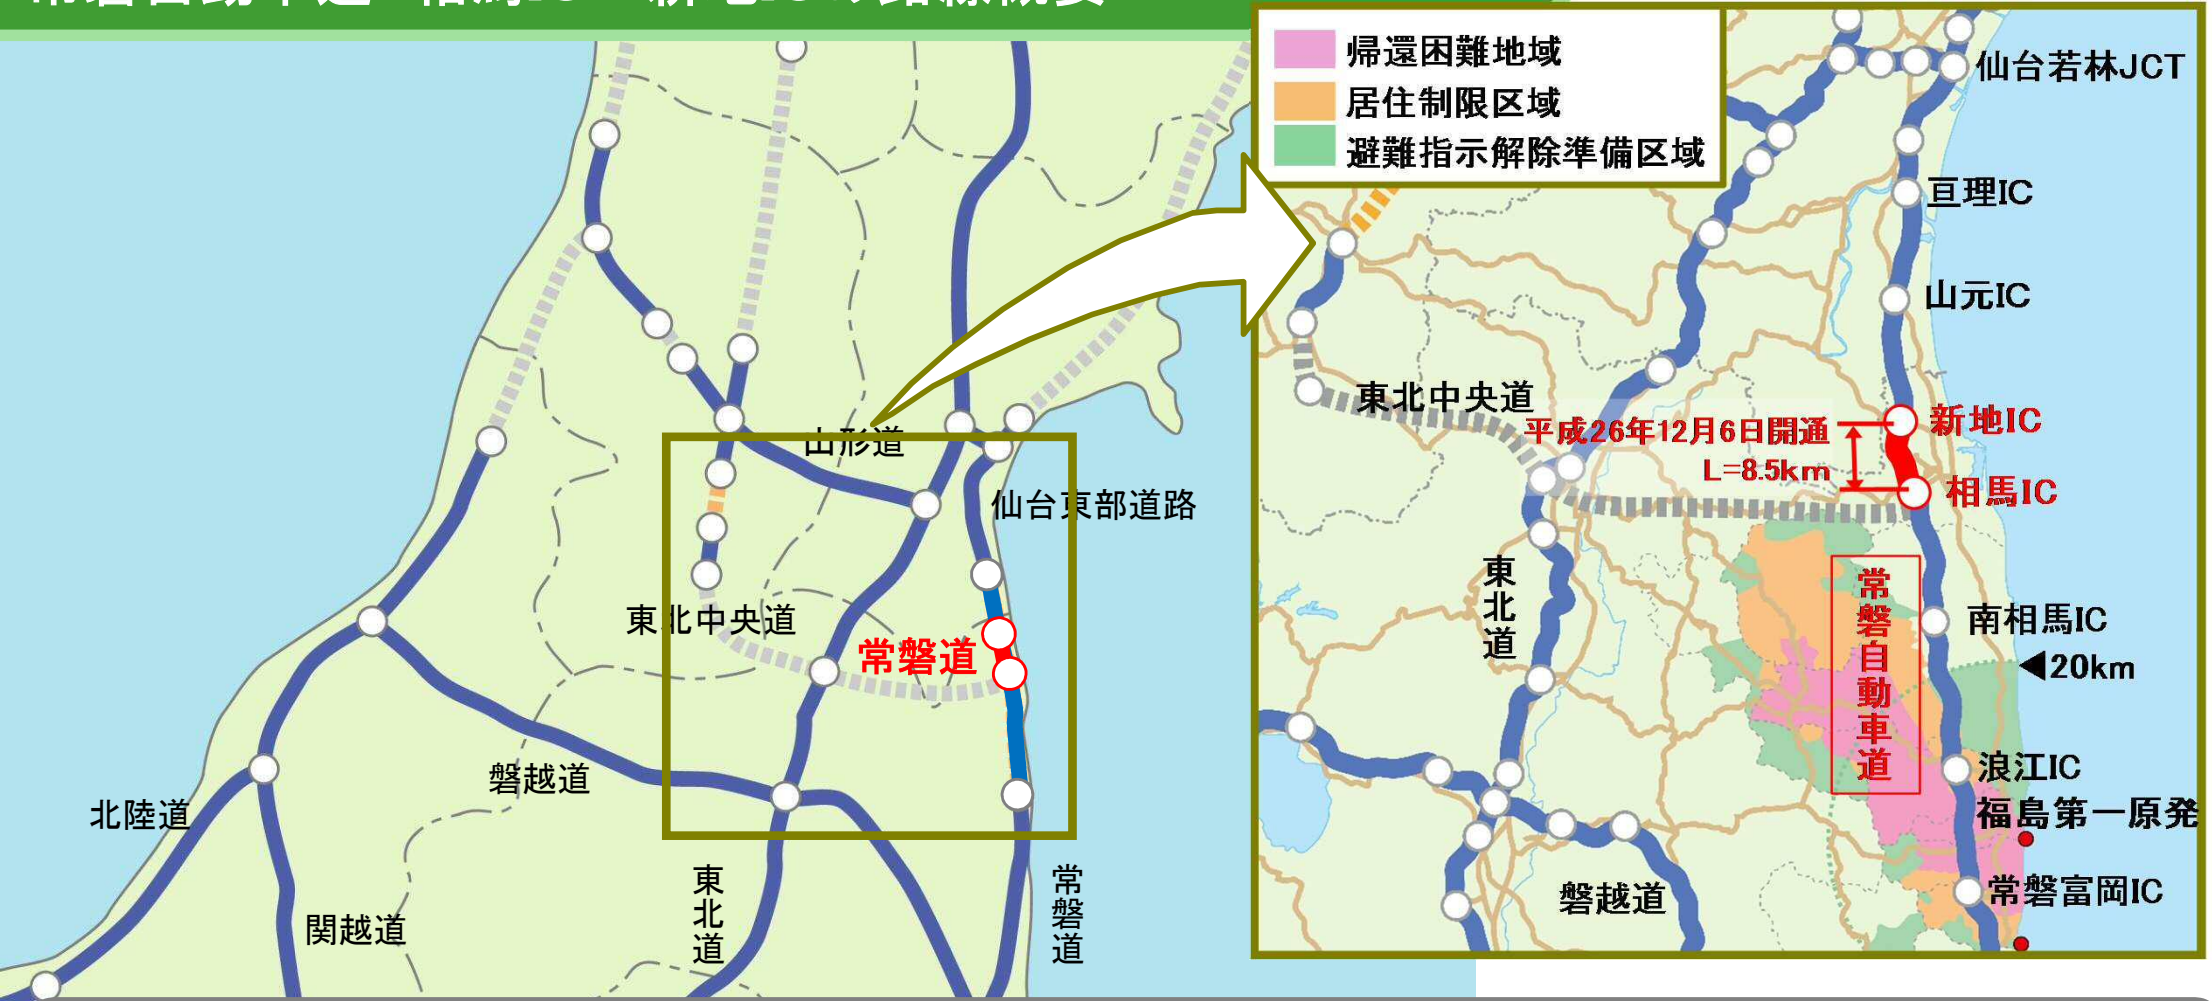 帰還困難地域
居住制限区域
避難指示解除準備区域
仙台若林JCT
亘理IC
山元IC
東北中央道
平成26年12月6日開通
L=8.5km
新地IC
相馬IC
東北道
常磐自動車道
南相馬IC
◀20km
浪江IC
福島第一原発
常磐富岡IC
磐越道
山形道
仙台東部道路
東北中央道
常磐道
磐越道
北陸道
関越道
東北道
常磐道